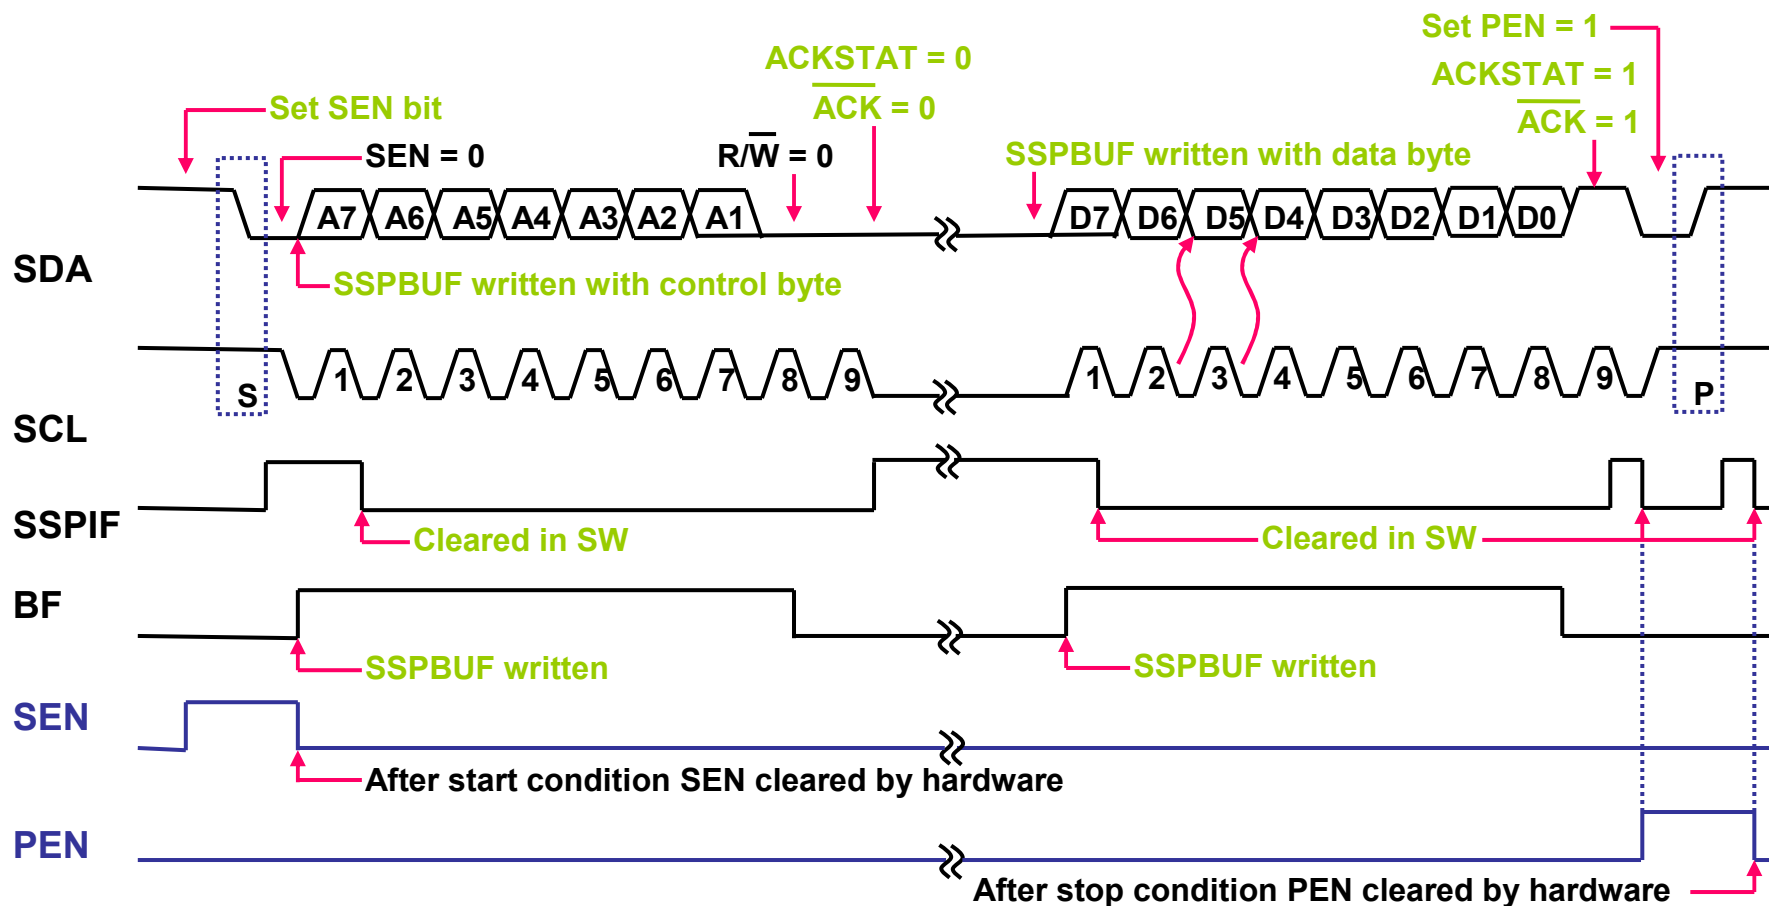 Set PEN = 1
ACKSTAT = 0
ACKSTAT = 1
Set SEN bit
ACK = 0
ACK = 1
SEN = 0
R/W = 0
SSPBUF written with data byte
A7 A6 A5 A4 A3 A2 A1
D7 D6 D5 D4 D3 D2 D1 D0
SDA
SSPBUF written with control byte
1 2 3 4 5 6 7 8 9
1 2 3 4 5 6 7 8 9
S
P
SCL
SSPIF
Cleared in SW
Cleared in SW
BF
SSPBUF written
SSPBUF written
SEN
After start condition SEN cleared by hardware
PEN
After stop condition PEN cleared by hardware